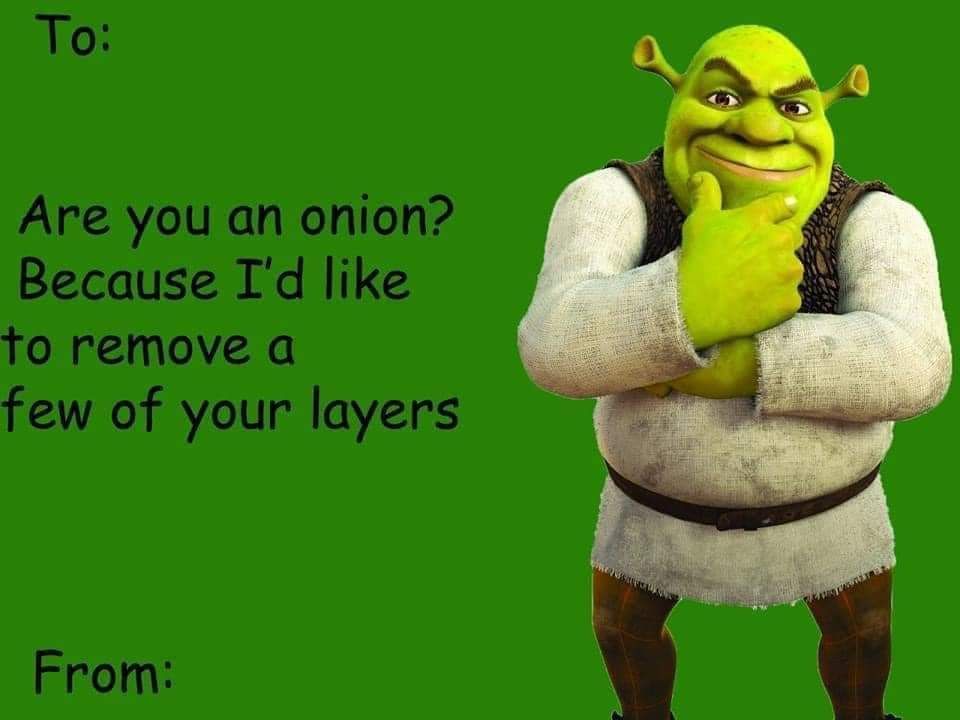 To:
Are you an onion?
Because I'd like
to remove a
few of your layers
From: